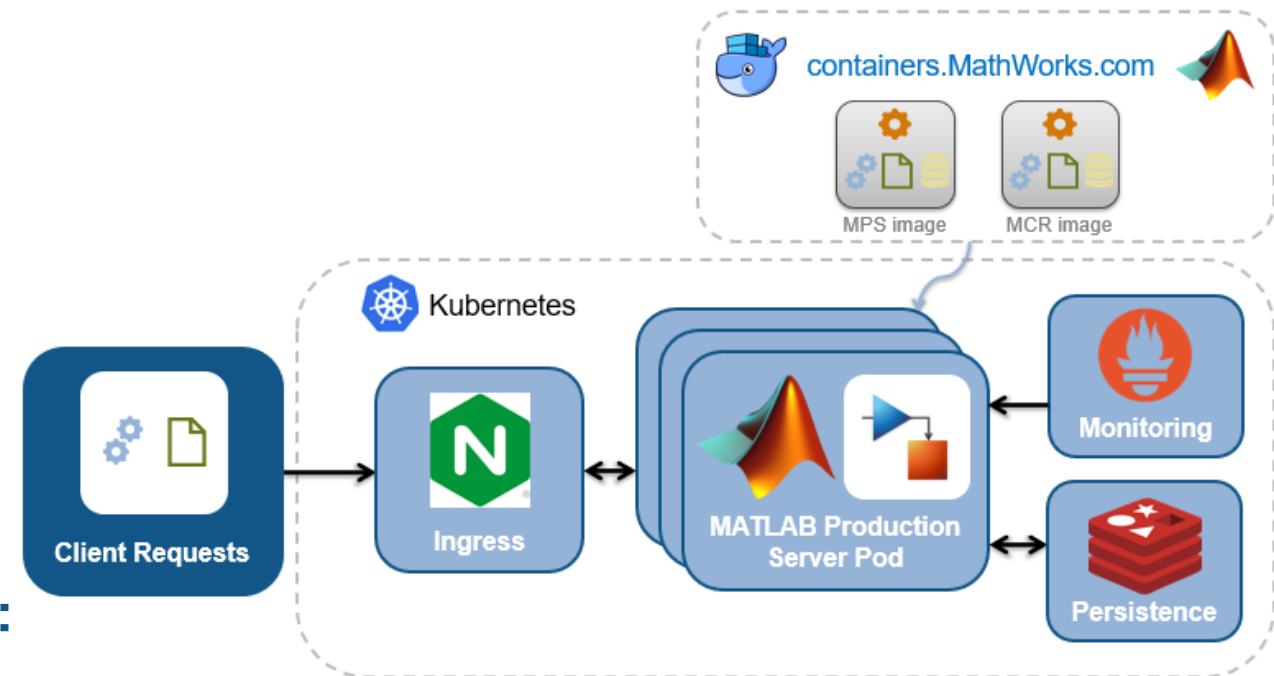 containers.MathWorks.com
MPS image
MCR image
Kubernetes
Client Requests
N
Ingress
MATLAB Production
Server Pod
Monitoring
Persistence
: